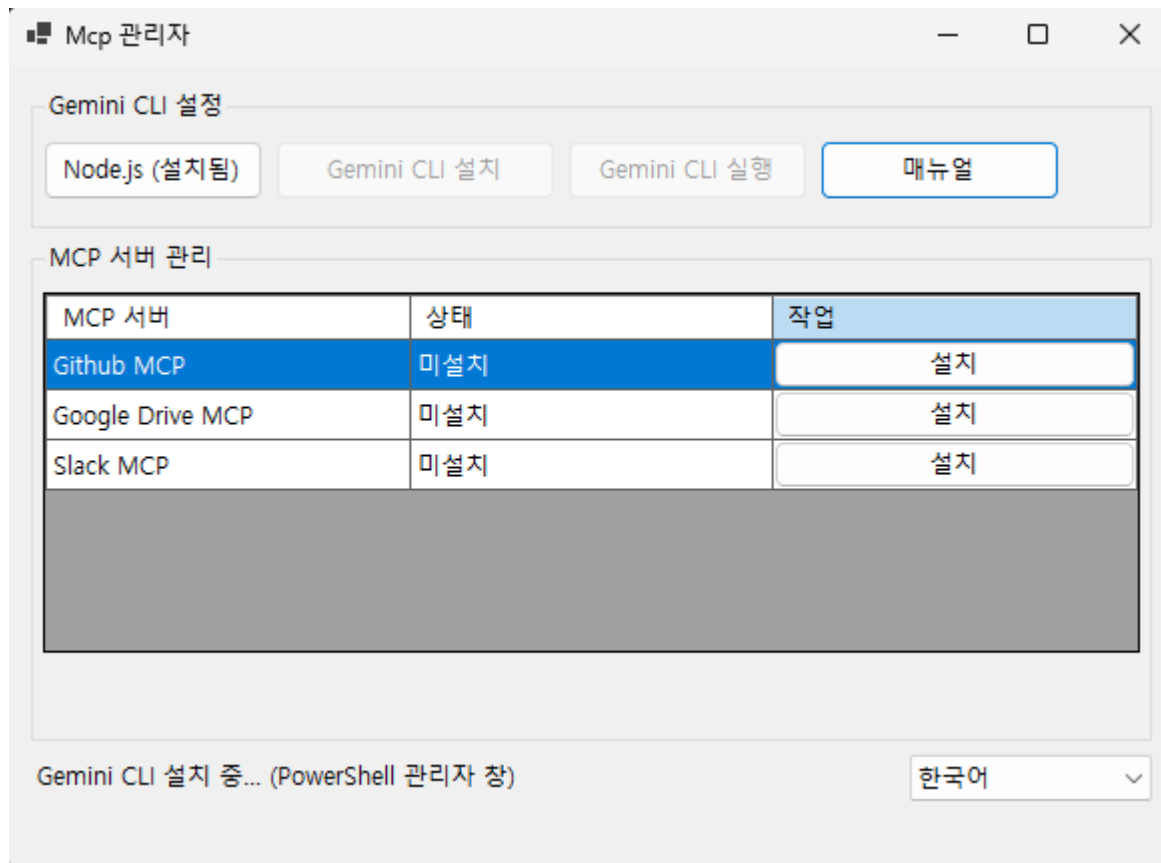 Mcp 관리자
Gemini CLI 설정
Node.js (설치됨) Gemini CLI 설치 Gemini CLI 실행 매뉴얼
MCP 서버 관리
MCP 서버 상태 작업
Github MCP 미설치 설치
Google Drive MCP 미설치 설치
Slack MCP 미설치 설치
Gemini CLI 설치 중... (PowerShell 관리자 창) 한국어